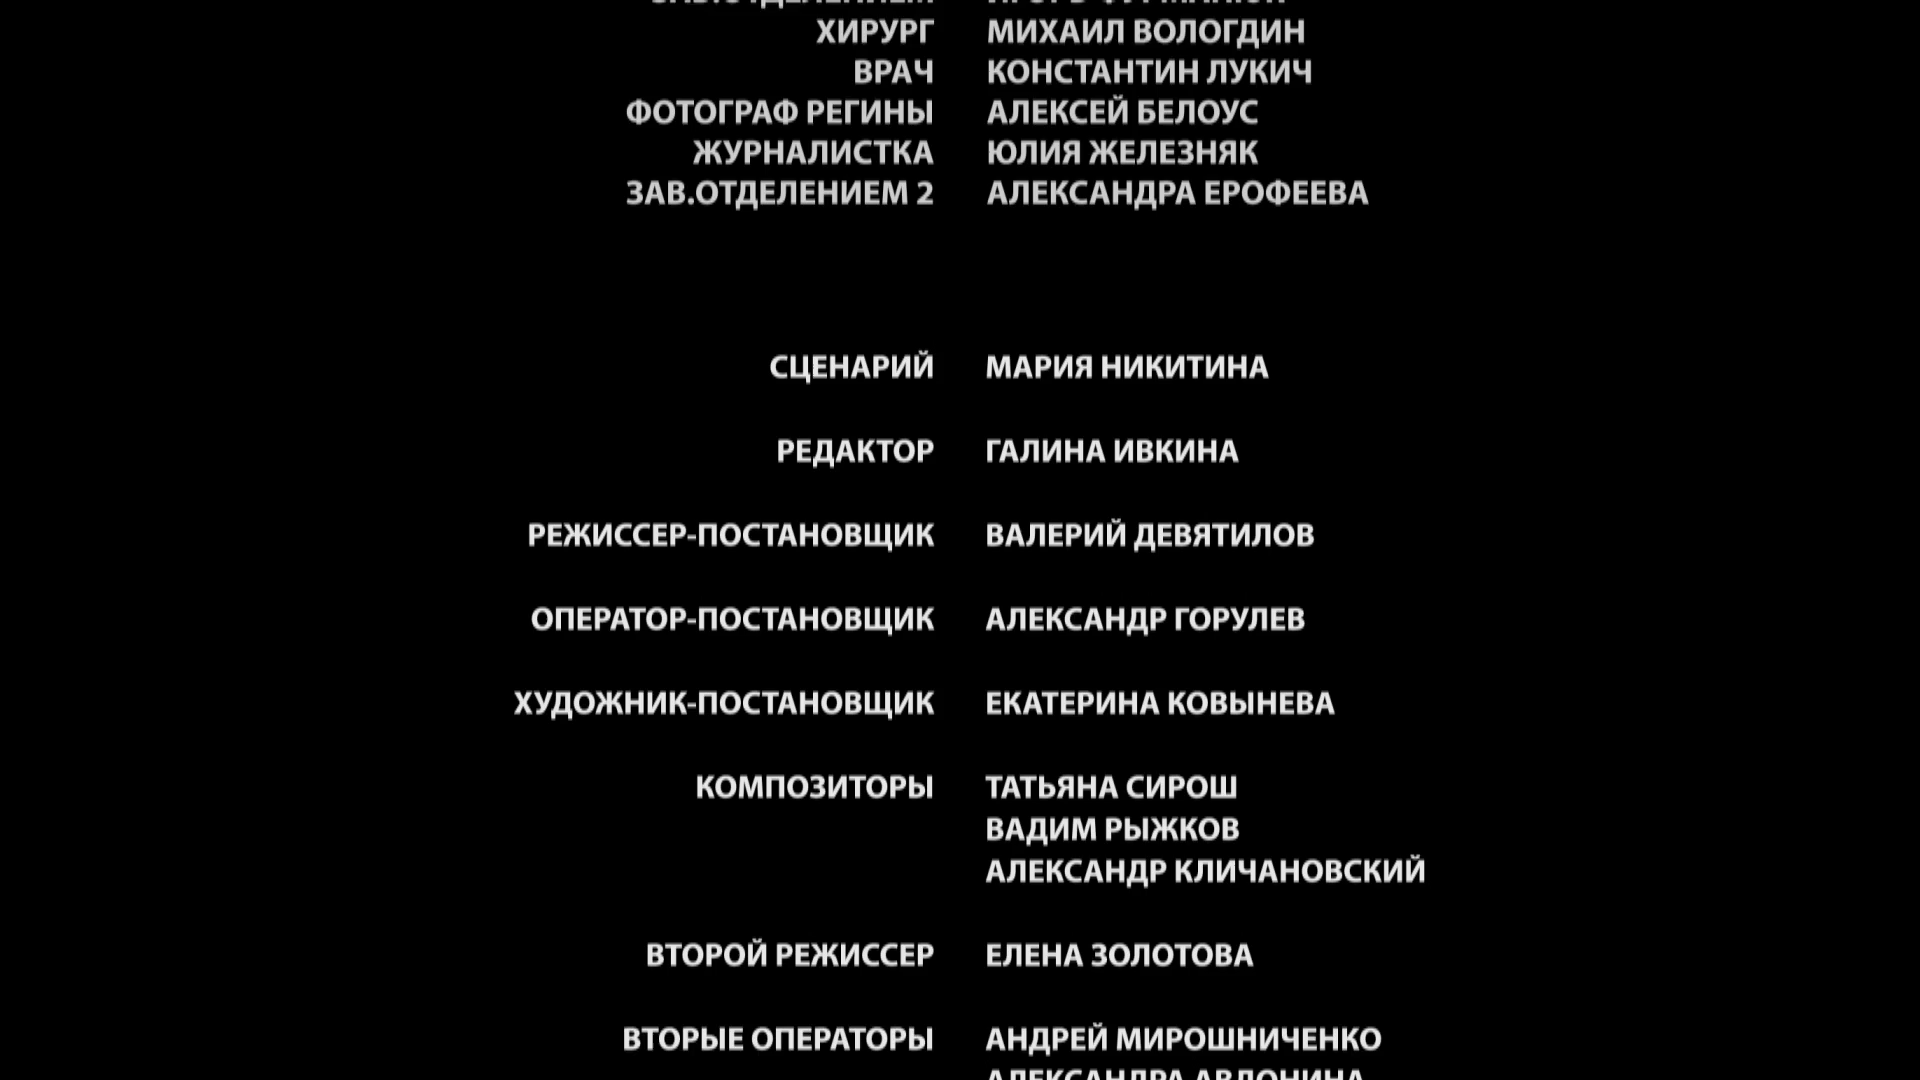 ХИРУРГ МИХАИЛ ВОЛОГДИН
ВРАЧ КОНСТАНТИН ЛУКИЧ
ФОТОГРАФ РЕГИНЫ АЛЕКСЕЙ БЕЛОУС
ЖУРНАЛИСТКА ЮЛИЯ ЖЕЛЕЗНЯК
ЗАВ.ОТДЕЛЕНИЕМ 2 АЛЕКСАНДРА ЕРОФЕЕВА
СЦЕНАРИЙ МАРИЯ НИКИТИНА
РЕДАКТОР ГАЛИНА ИВКИНА
РЕЖИССЕР-ПОСТАНОВЩИК ВАЛЕРИЙ ДЕВЯТИЛОВ
ОПЕРАТОР-ПОСТАНОВЩИК АЛЕКСАНДР ГОРУЛЕВ
ХУДОЖНИК-ПОСТАНОВЩИК ЕКАТЕРИНА КОВЫНЕВА
КОМПОЗИТОРЫ ТАТЬЯНА СИРОШ
ВАДИМ РЫЖКОВ
АЛЕКСАНДР КЛИЧАНОВСКИЙ
ВТОРОЙ РЕЖИССЕР ЕЛЕНА ЗОЛОТОВА
ВТОРЫЕ ОПЕРАТОРЫ АНДРЕЙ МИРОШНИЧЕНКО